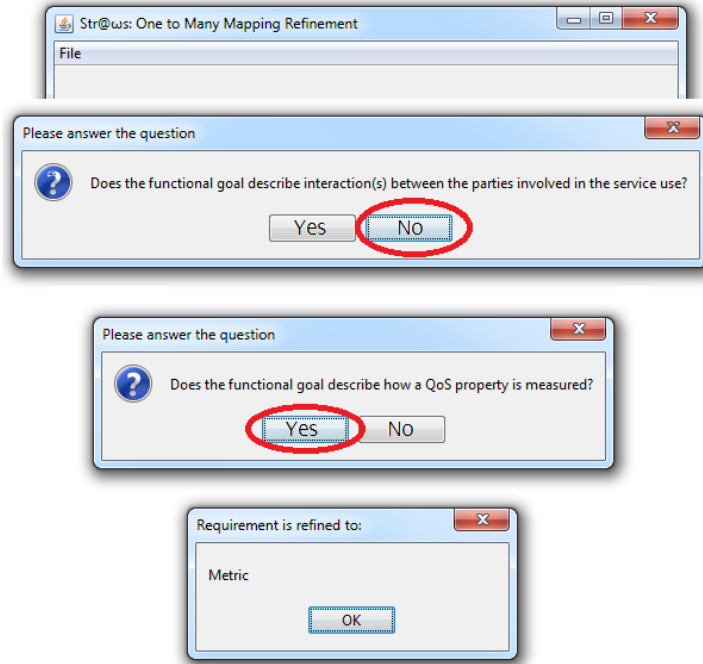 Str@ωs: One to Many Mapping Refinement
File
Please answer the question
Does the functional goal describe interaction(s) between the parties involved in the service use?
Yes No
Please answer the question
Does the functional goal describe how a QoS property is measured?
Yes No
Requirement is refined to:
Metric
OK